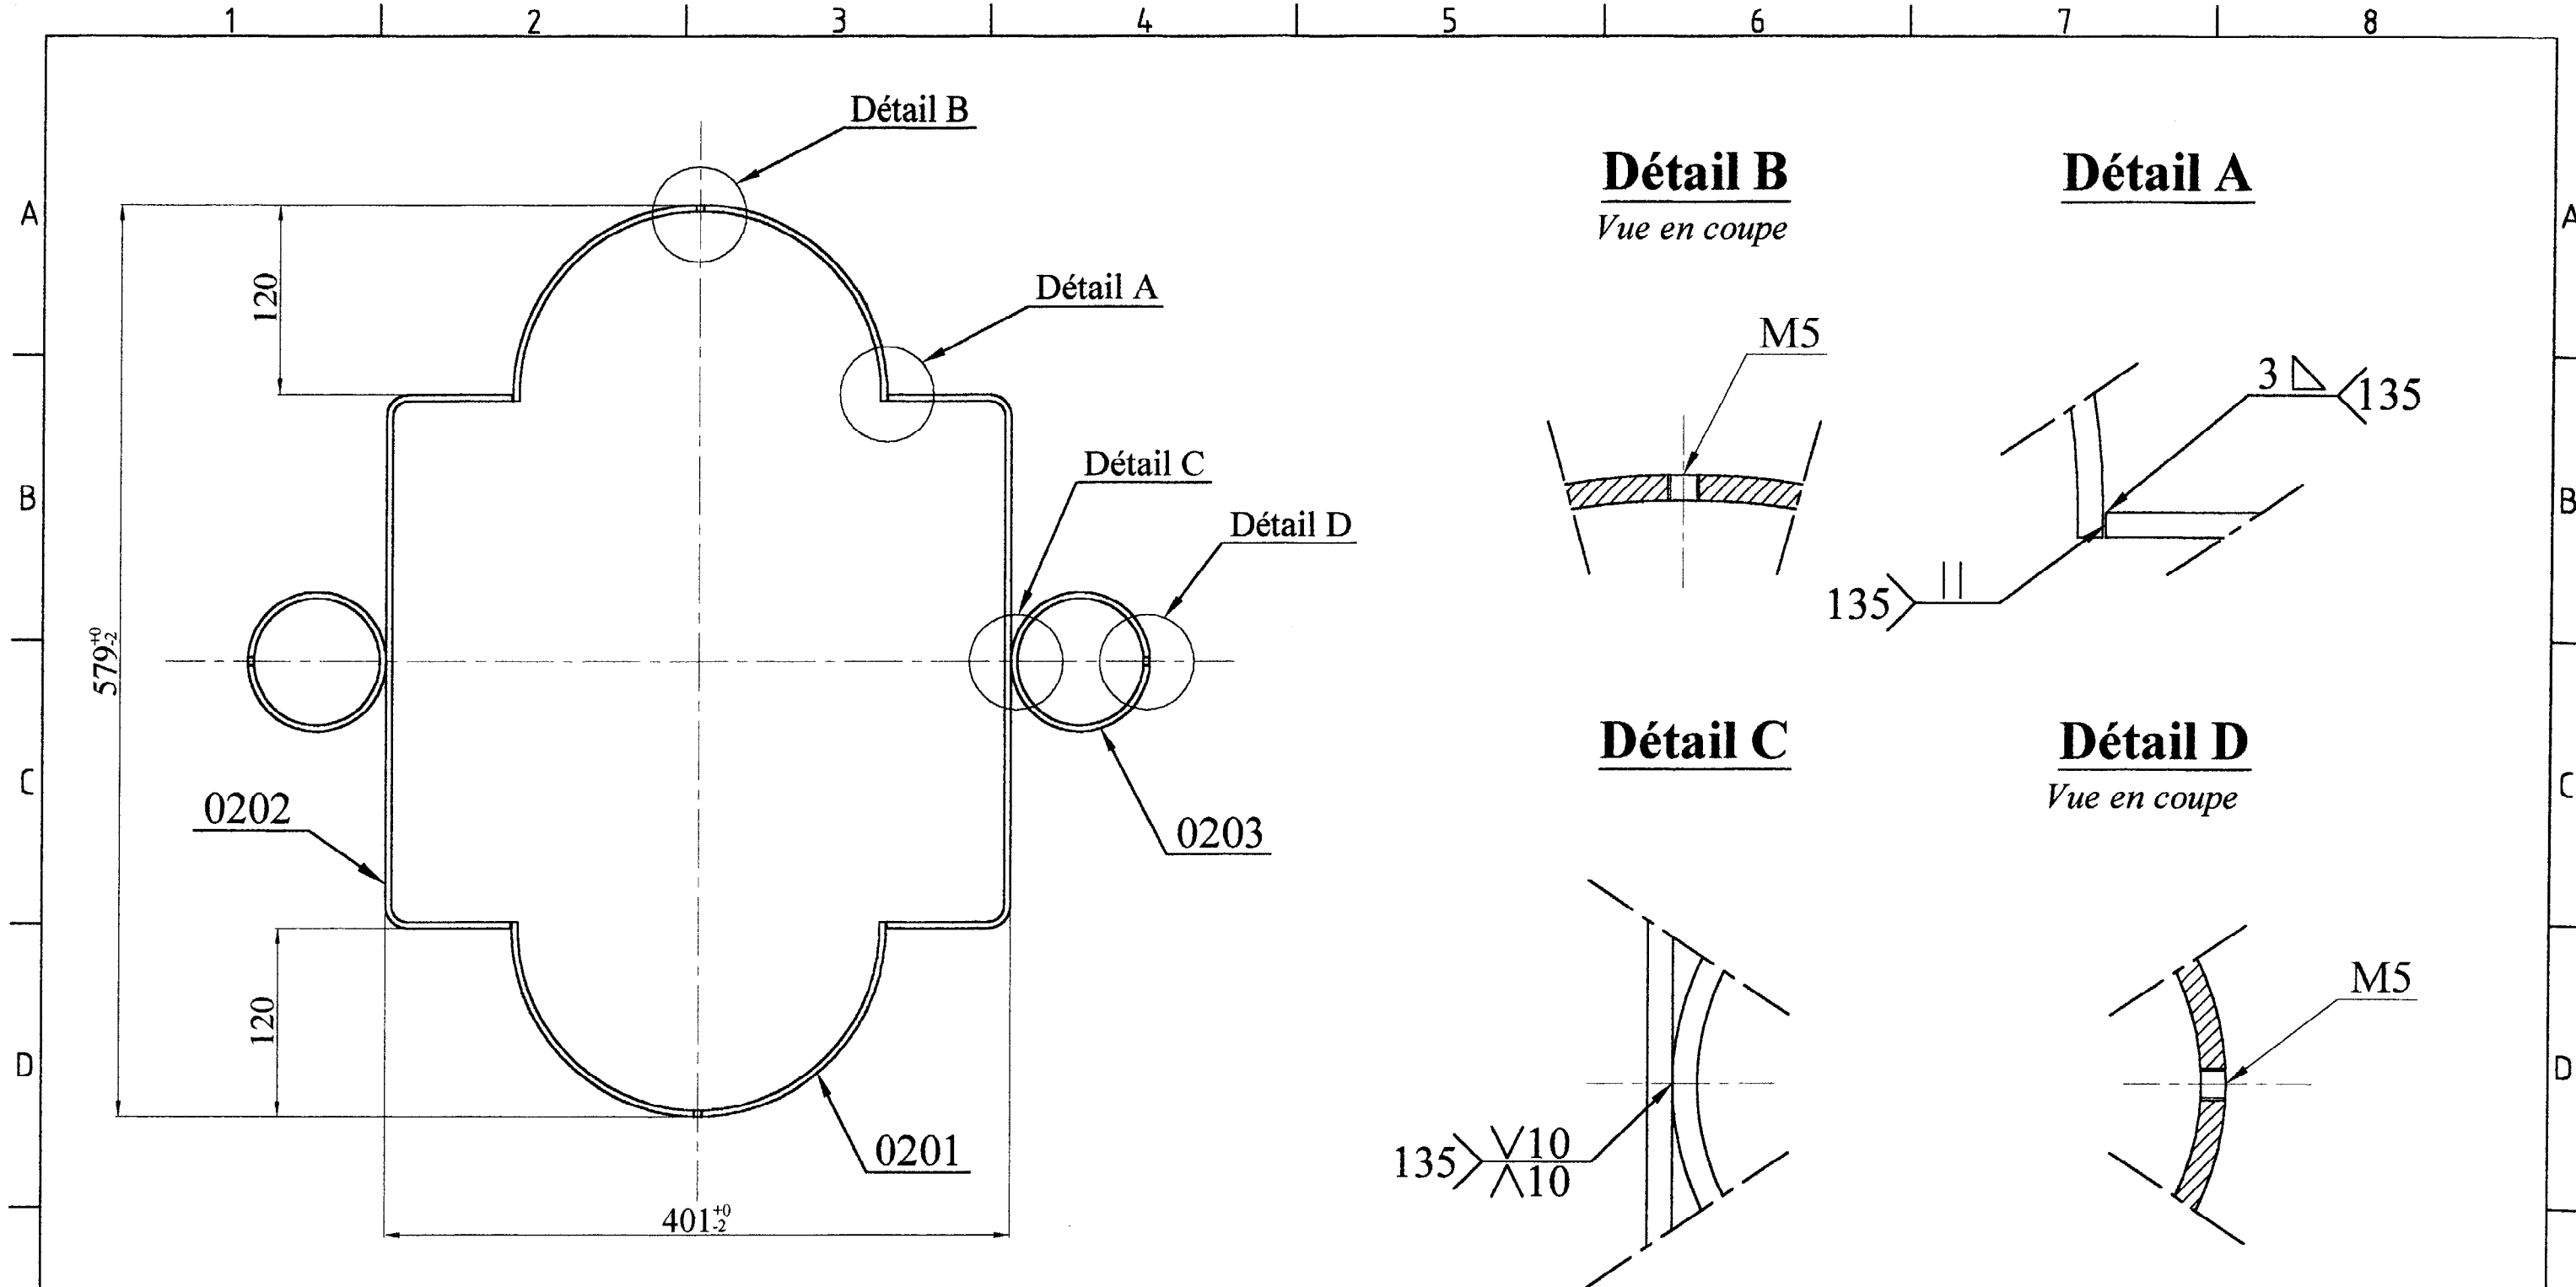 1 2 3 4 5 6 7 8
Détail B
Détail B
Détail A
Vue en coupe
A
A
120
Détail A
M5
3
135
Détail C
B
B
Détail D
135
579 +0 -2
Détail C
Détail D
C
C
Vue en coupe
0202
0203
M5
120
D
D
10
135
10
0201
401 +0 -2